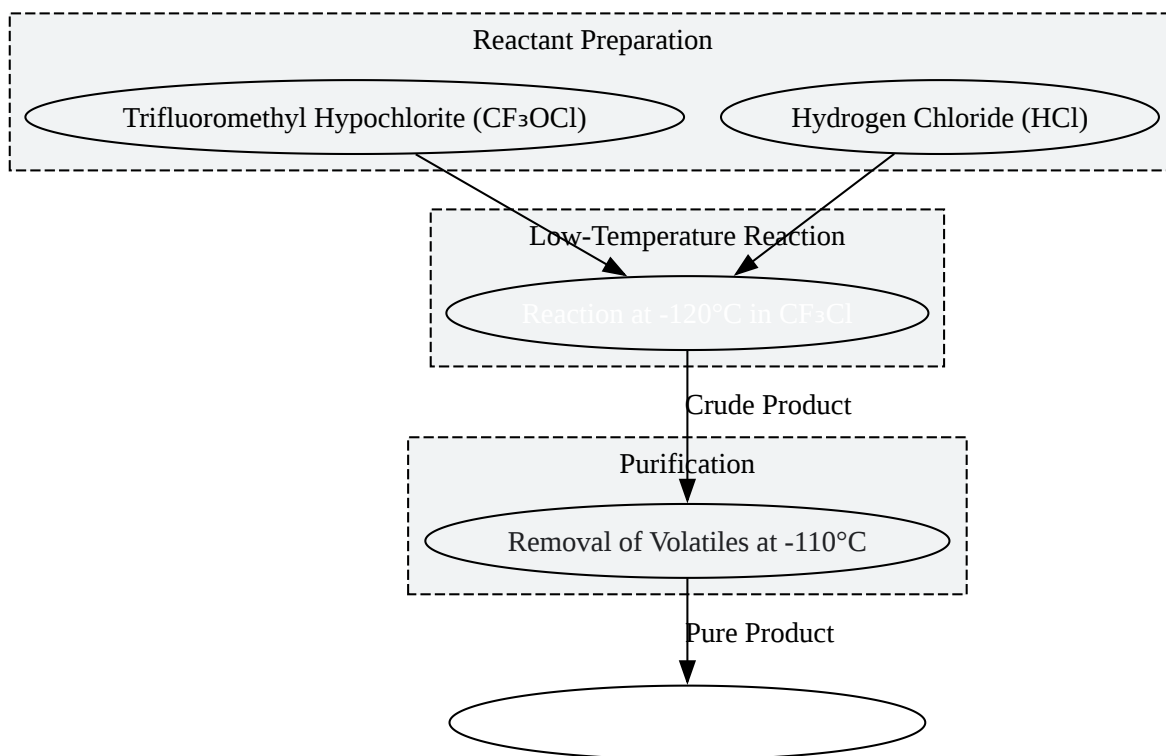 Reactant Preparation
Trifluoromethyl Hypochlorite (CF₃OCl)
Hydrogen Chloride (HCl)
Low-Temperature Reaction
Reaction at -120°C in CF₃Cl
Crude Product
Purification
Removal of Volatiles at -110°C
Pure Product